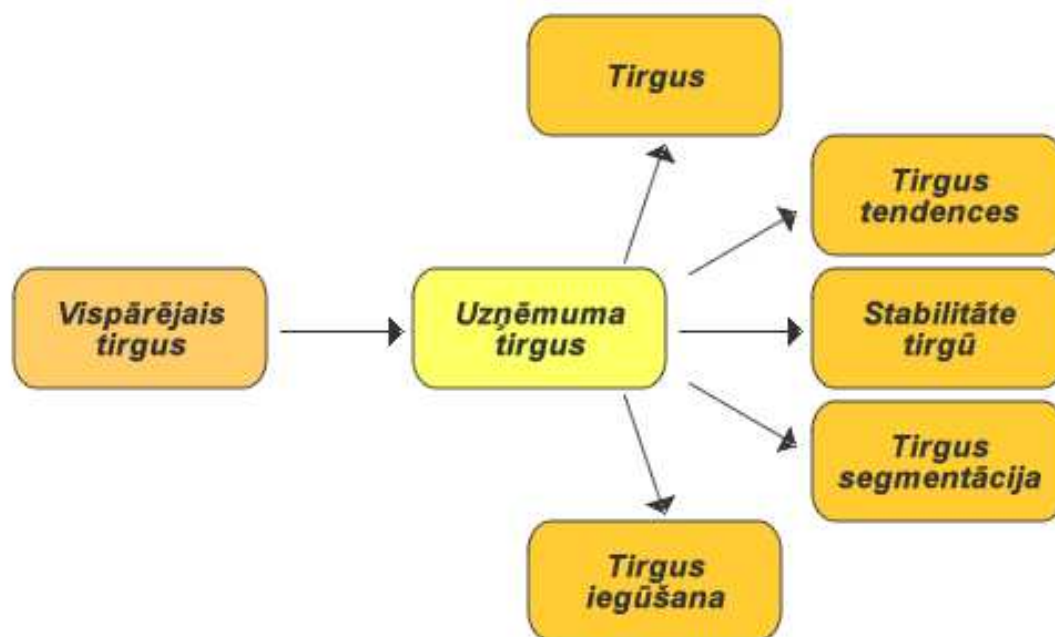 Tirgus
Tirgus
tendences
Vispārējais
tirgus
Uzņēmuma
tirgus
Stabilitāte
tirgū
Tirgus
segmentācija
Tirgus
iegūšana